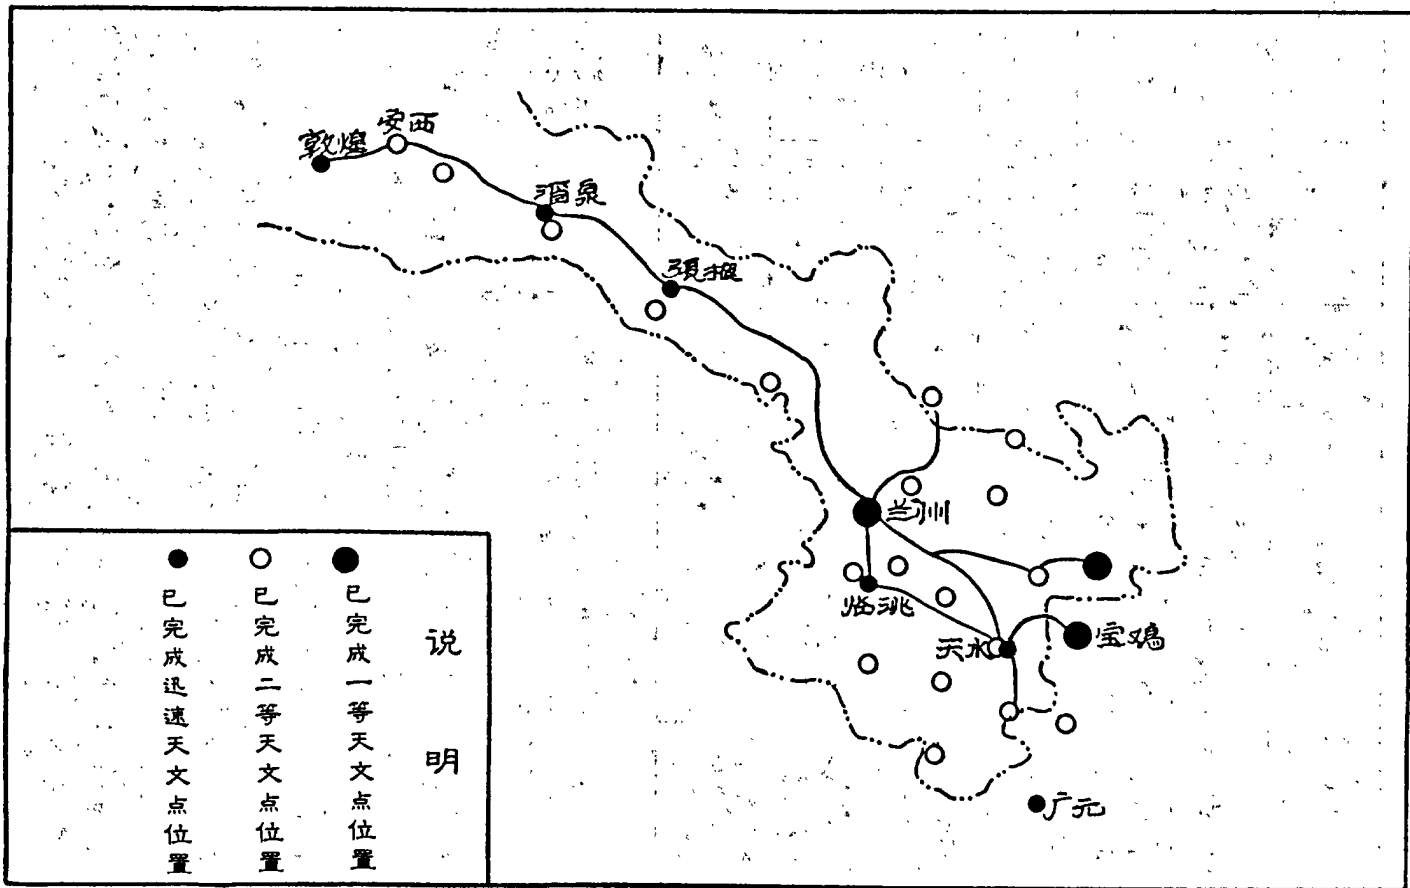 安西
敦煌
酒泉
張掖
兰州
临洮
天水
宝鸡
广元
说明
已完成一等天文点位置
已完成二等天文点位置
已完成迅速天文点位置